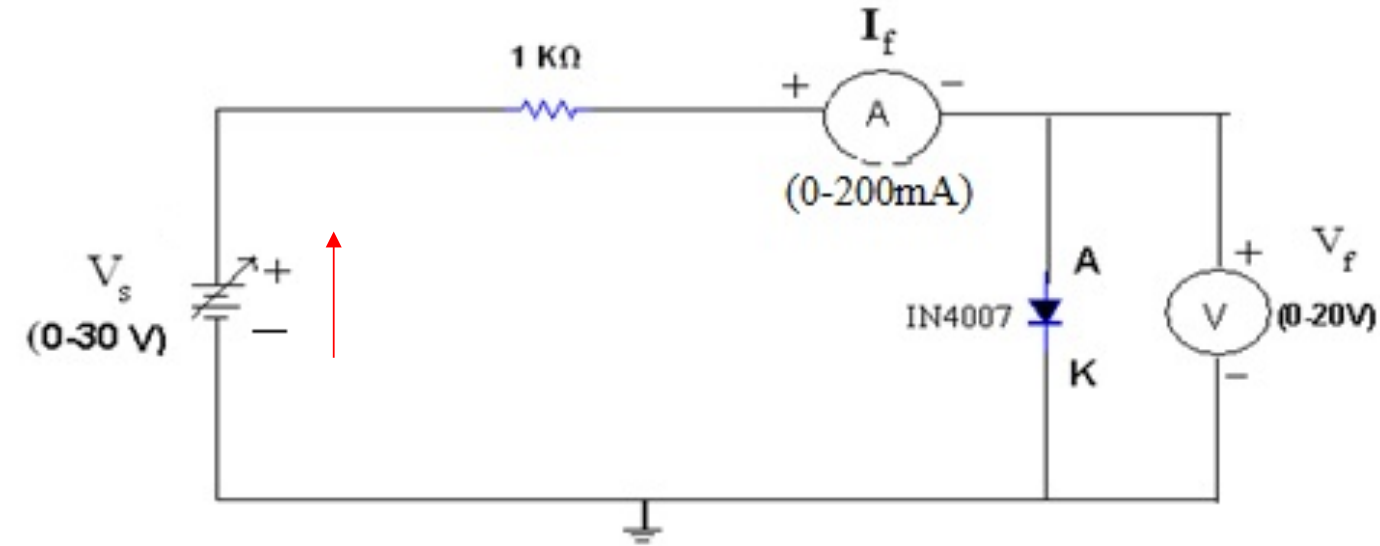 I_f
1 KΩ
+ −
A
(0-200mA)
V_s
+
−
(0-30 V)
A
IN4007
K
+
V_f
V
(0-20V)
−